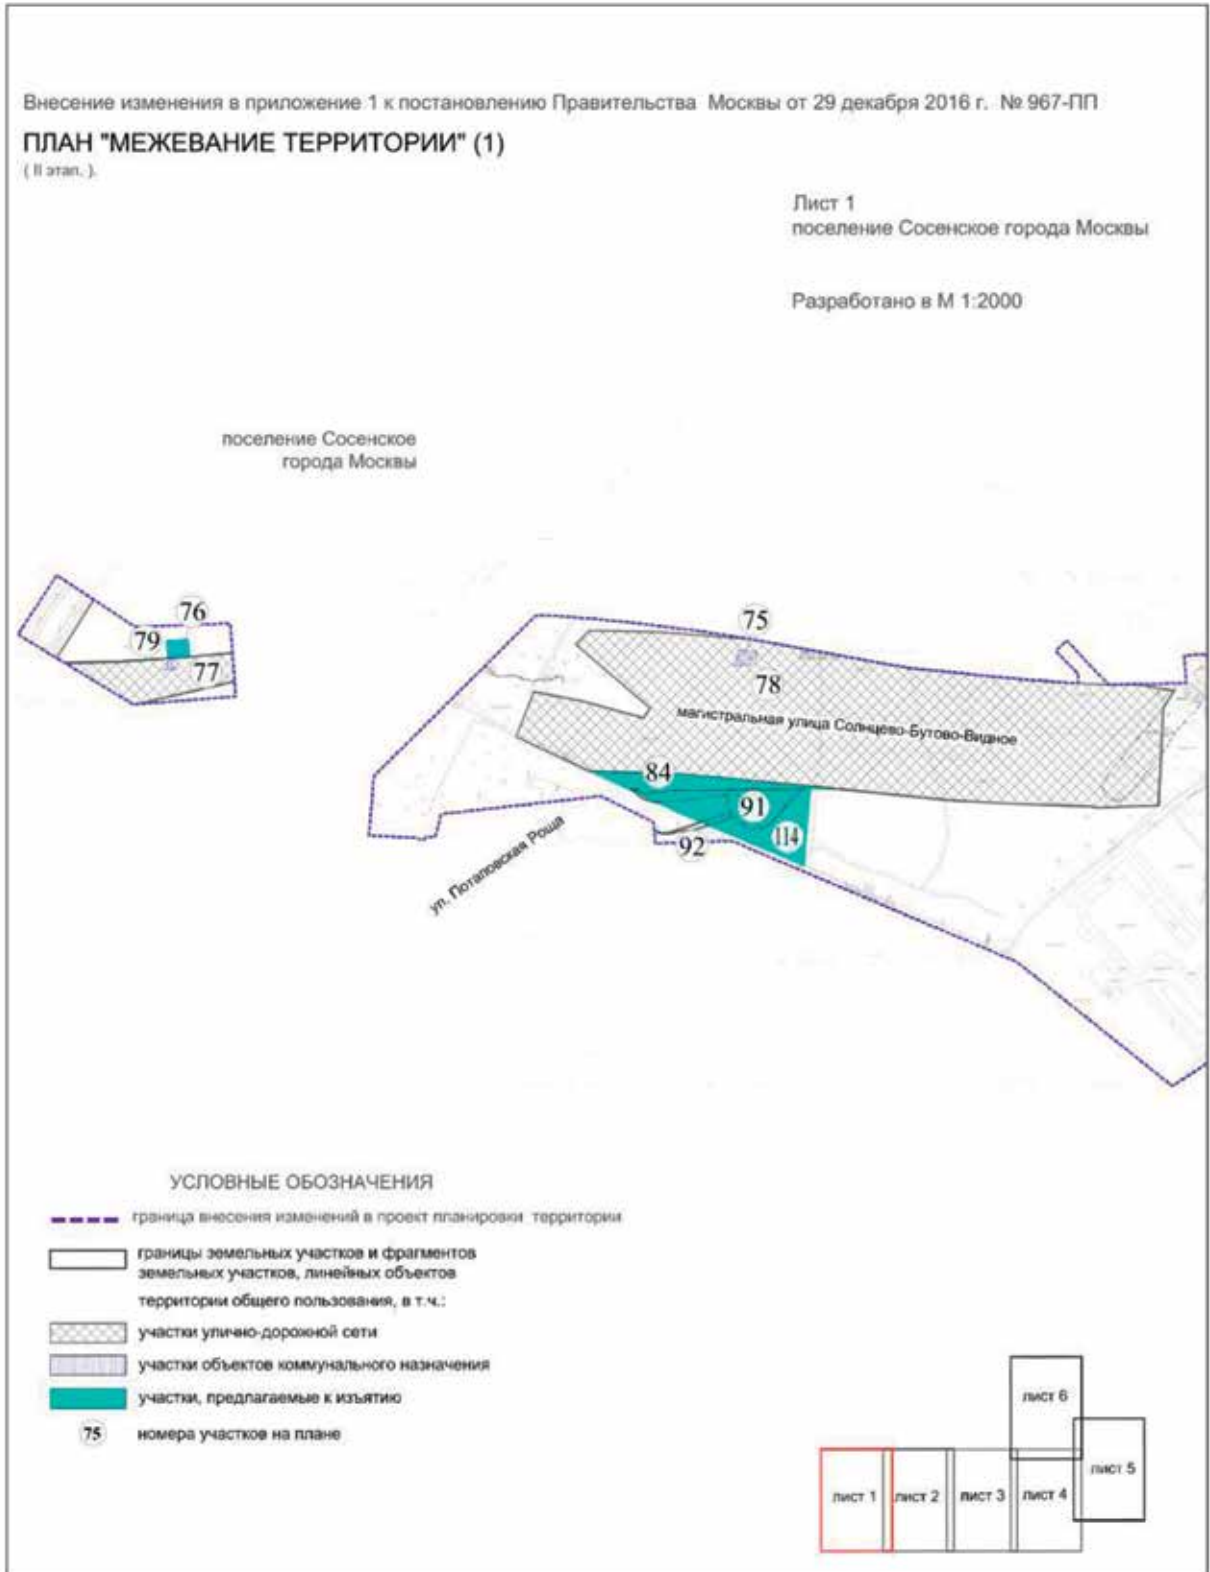 Внесение изменения в приложение 1 к постановлению Правительства Москвы от 29 декабря 2016 г. № 967-ПП
ПЛАН "МЕЖЕВАНИЕ ТЕРРИТОРИИ" (1)
( II этап. ).
Лист 1
поселение Сосенское города Москвы
Разработано в М 1:2000
поселение Сосенское
города Москвы
76
79
77
75
78
магистральная улица Солнцево-Бутово-Видное
84
91
114
92
ул. Потаповская Роща
УСЛОВНЫЕ ОБОЗНАЧЕНИЯ
граница внесения изменений в проект планировки территории
границы земельных участков и фрагментов
земельных участков, линейных объектов
территории общего пользования, в т.ч.:
участки улично-дорожной сети
участки объектов коммунального назначения
участки, предлагаемые к изъятию
75 номера участков на плане
лист 6
лист 5
лист 1 лист 2 лист 3 лист 4